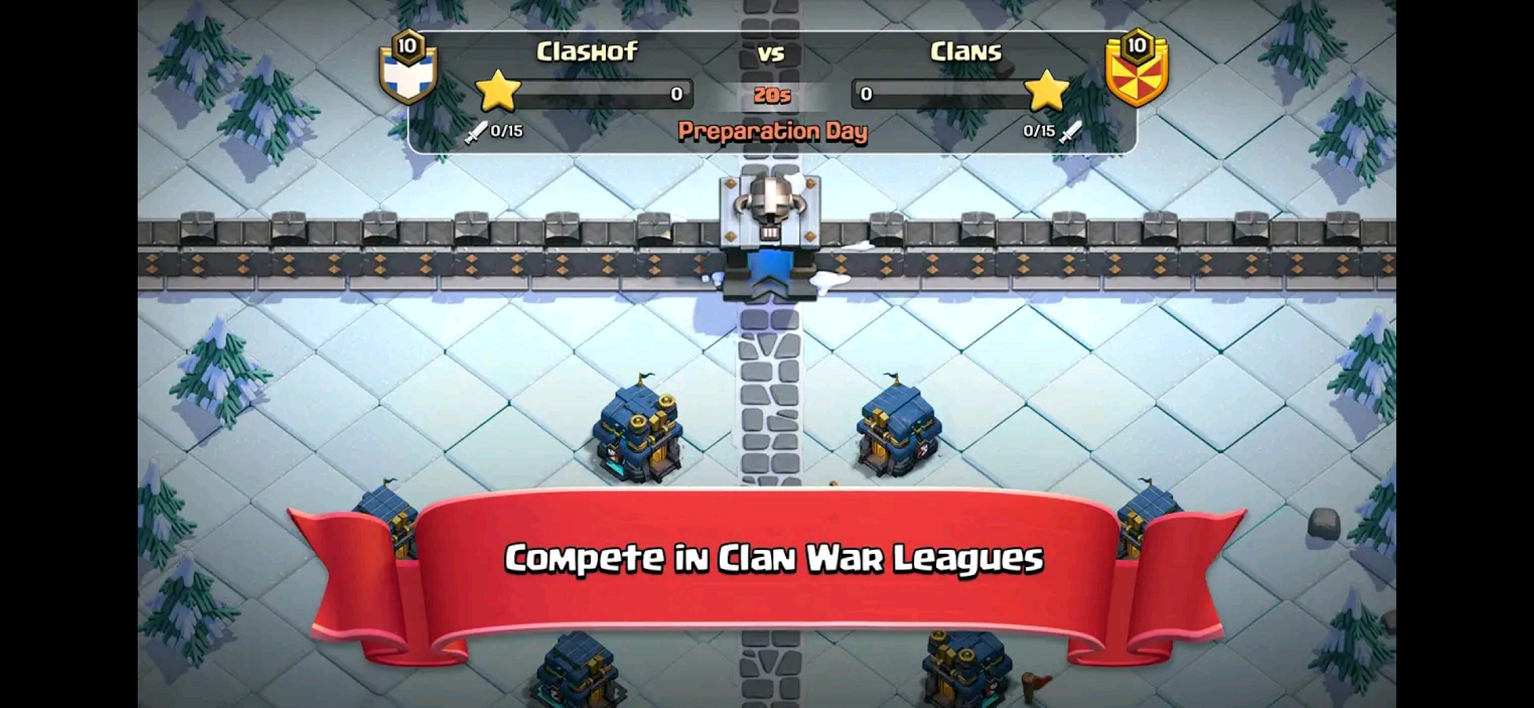 10
Clashof
vs
Clans
10
0
20s
0
0/15
Preparation Day
0/15
Compete in Clan War Leagues